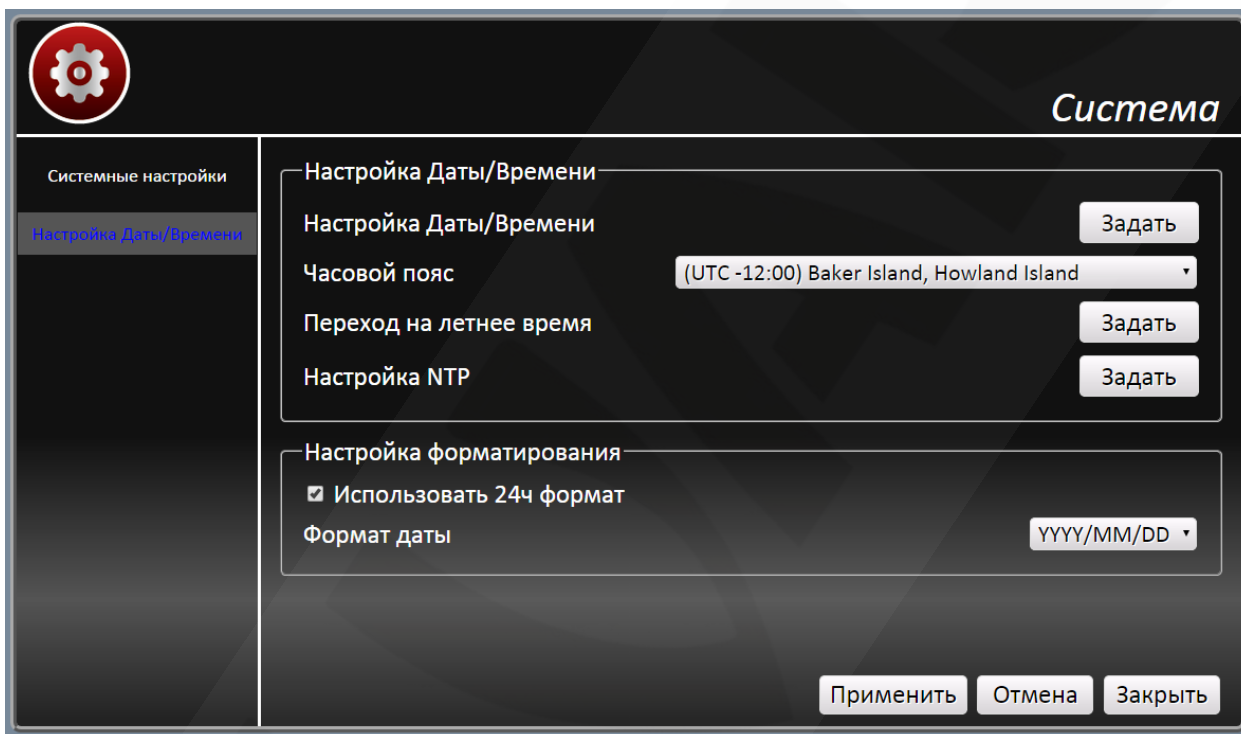 Система
Системные настройки
Настройка Даты/Времени
Настройка Даты/Времени
Настройка Даты/Времени Задать
Часовой пояс (UTC -12:00) Baker Island, Howland Island
Переход на летнее время Задать
Настройка NTP Задать
Настройка форматирования
Использовать 24ч формат
Формат даты YYYY/MM/DD
Применить Отмена Закрыть